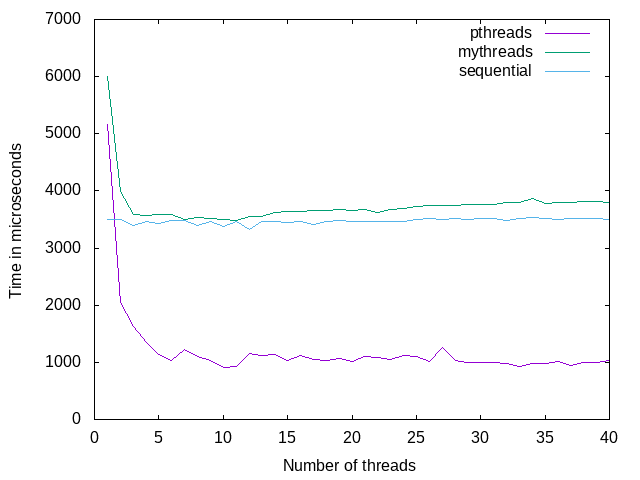 7000
6000
5000
4000
3000
2000
1000
0
Time in microseconds
pthreads
mythreads
sequential
0 5 10 15 20 25 30 35 40
Number of threads